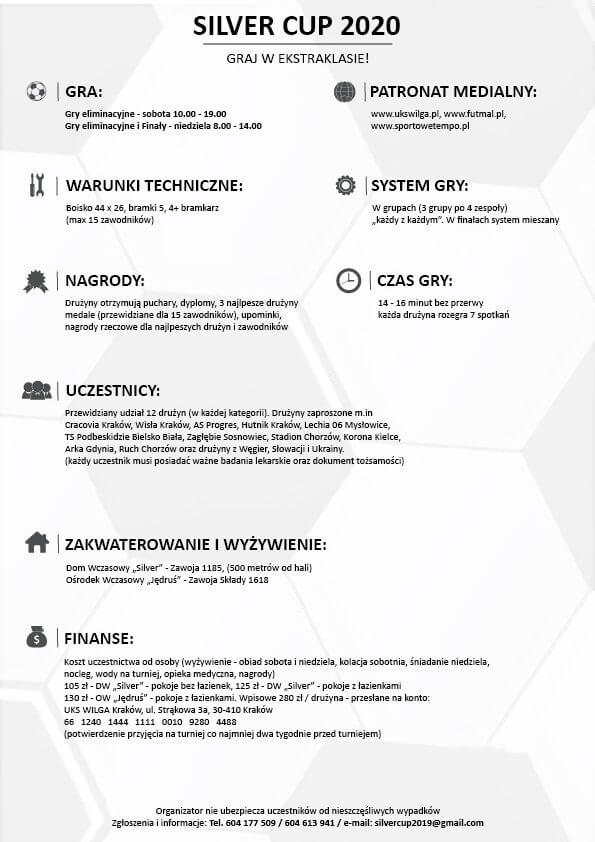 SILVER CUP 2020
GRAJ W EKSTRAKLASIE!
GRA:
Gry eliminacyjne - sobota 10.00 - 19.00
Gry eliminacyjne i Finały - niedziela 8.00 - 14.00
PATRONAT MEDIALNY:
www.ukswilga.pl, www.futmal.pl,
www.sportowetempo.pl
WARUNKI TECHNICZNE:
Boisko 44 x 26, bramki 5, 4+ bramkarz
(max 15 zawodników)
SYSTEM GRY:
W grupach (3 grupy po 4 zespoły)
„każdy z każdym”. W finałach system mieszany
NAGRODY:
Drużyny otrzymują puchary, dyplomy, 3 najlpesze drużyny
medale (przewidziane dla 15 zawodników), upominki,
nagrody rzeczowe dla najlpeszych drużyn i zawodników
CZAS GRY:
14 - 16 minut bez przerwy
każda drużyna rozegra 7 spotkań
UCZESTNICY:
Przewidziany udział 12 drużyn (w każdej kategorii). Drużyny zaproszone m.in
Cracovia Kraków, Wisła Kraków, AS Progres, Hutnik Kraków, Lechia 06 Mysłowice,
TS Podbeskidzie Bielsko Biała, Zagłębie Sosnowiec, Stadion Chorzów, Korona Kielce,
Arka Gdynia, Ruch Chorzów oraz drużyny z Węgier, Słowacji i Ukrainy.
(każdy uczestnik musi posiadać ważne badania lekarskie oraz dokument tożsamości)
ZAKWATEROWANIE I WYŻYWIENIE:
Dom Wczasowy „Silver” - Zawoja 1185, (500 metrów od hali)
Ośrodek Wczasowy „Jędruś” - Zawoja Składy 1618
FINANSE:
Koszt uczestnictwa od osoby (wyżywienie - obiad sobota i niedziela, kolacja sobotnia, śniadanie niedziela,
nocleg, wody na turniej, opieka medyczna, nagrody)
105 zł - DW „Silver” - pokoje bez łazienek, 125 zł - DW „Silver” - pokoje z łazienkami
130 zł - OW „Jędruś” - pokoje z łazienkami. Wpisowe 280 zł / drużyna - przesłane na konto:
UKS WILGA Kraków, ul. Strąkowa 3a, 30-410 Kraków
66 1240 1444 1111 0010 9280 4488
(potwierdzenie przyjęcia na turniej co najmniej dwa tygodnie przed turniejem)
Organizator nie ubezpiecza uczestników od nieszczęśliwych wypadków
Zgłoszenia i informacje: Tel. 604 177 509 / 604 613 941 / e-mail: silvercup2019@gmail.com